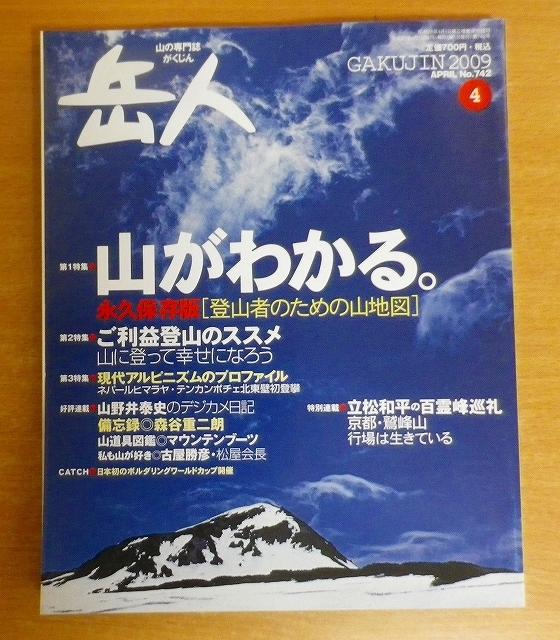 山の専門誌
がくじん
岳人
定価700円・税込
GAKUJIN 2009
APRIL No.742
4
第1特集
山がわかる。
永久保存版[登山者のための山地図]
第2特集
ご利益登山のススメ
山に登って幸せになろう
第3特集
現代アルピニズムのプロファイル
ネパールヒマラヤ・テンカンポチェ北東壁初登攀
好評連載
山野井泰史のデジカメ日記
備忘録◎森谷重二朗
山道具図鑑◎マウンテンブーツ
私も山が好き◎古屋勝彦・松屋会長
特別連載
立松和平の百霊峰巡礼
京都・鷲峰山
行場は生きている
CATCH
日本初のボルダリングワールドカップ開催